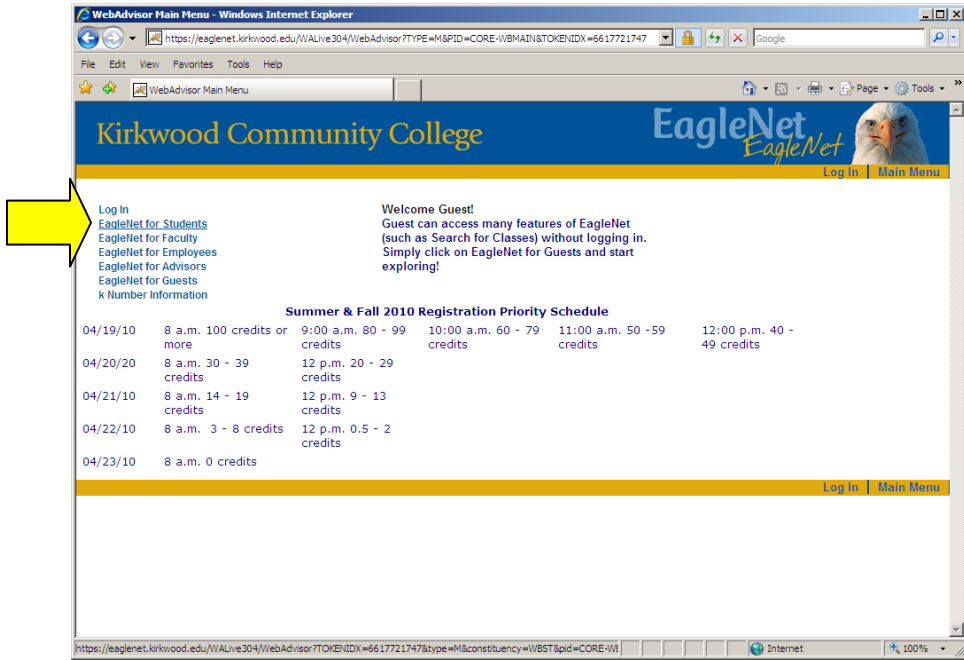 WebAdvisor Main Menu - Windows Internet Explorer
https://eaglenet.kirkwood.edu/WALive304/WebAdvisor?TYPE=M&PID=CORE-WBMAIN&TOKENIDX=6617721747
Google
File Edit View Favorites Tools Help
WebAdvisor Main Menu
Page Tools »
Kirkwood Community College
EagleNet
EagleNet
Log In | Main Menu
Log In
EagleNet for Students
EagleNet for Faculty
EagleNet for Employees
EagleNet for Advisors
EagleNet for Guests
k Number Information
Welcome Guest!
Guest can access many features of EagleNet
(such as Search for Classes) without logging in.
Simply click on EagleNet for Guests and start
exploring!
Summer & Fall 2010 Registration Priority Schedule
04/19/10 8 a.m. 100 credits or 9:00 a.m. 80 - 99 10:00 a.m. 60 - 79 11:00 a.m. 50 -59 12:00 p.m. 40 -
more credits credits credits 49 credits
04/20/20 8 a.m. 30 - 39 12 p.m. 20 - 29
credits credits
04/21/10 8 a.m. 14 - 19 12 p.m. 9 - 13
credits credits
04/22/10 8 a.m. 3 - 8 credits 12 p.m. 0.5 - 2
credits
04/23/10 8 a.m. 0 credits
Log In | Main Menu
https://eaglenet.kirkwood.edu/WALive304/WebAdvisor?TOKENIDX=6617721747&type=M&constituency=WBST&pid=CORE-WI Internet 100%